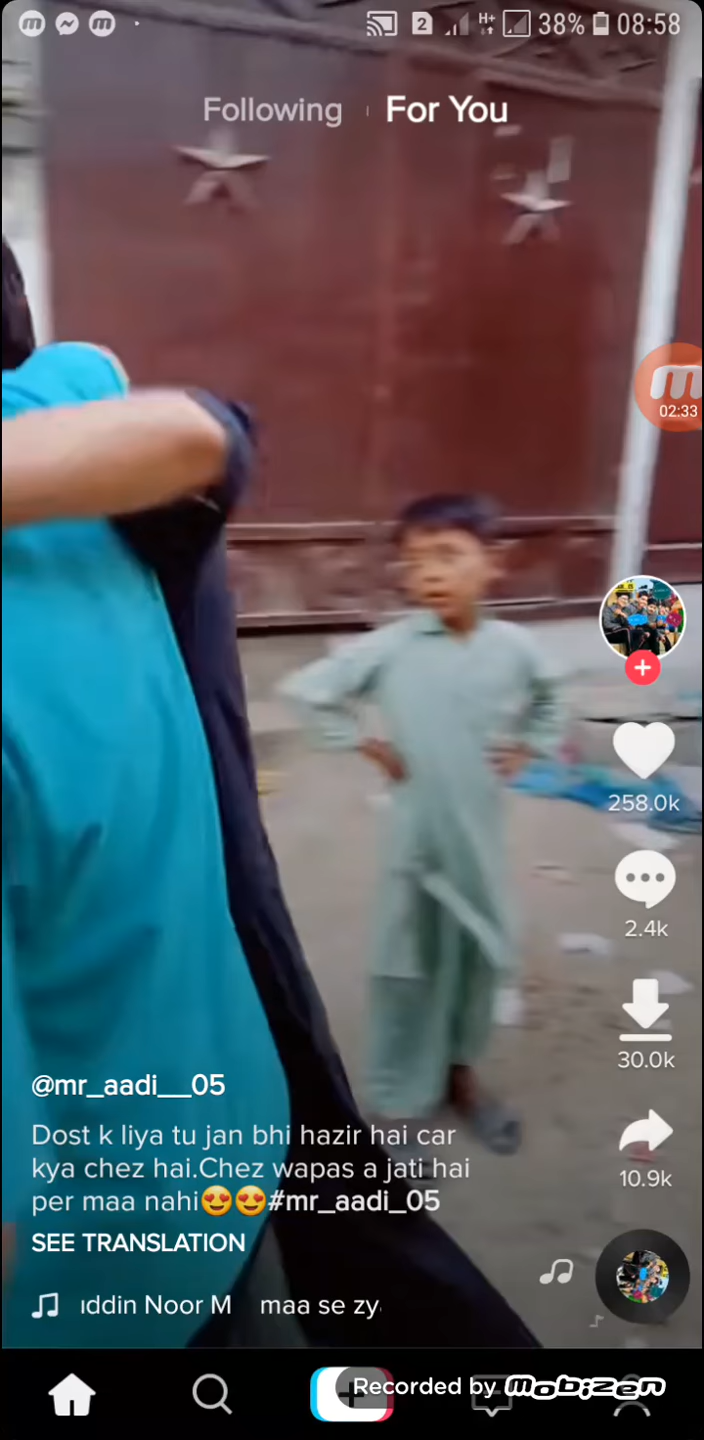 2 H+ 38% 08:58
Following For You
02:33
258.0k
2.4k
30.0k
10.9k
@mr_aadi__05
Dost k liya tu jan bhi hazir hai car
kya chez hai.Chez wapas a jati hai
per maa nahi😍😍#mr_aadi_05
SEE TRANSLATION
ıddin Noor M maa se zy
Recorded by mobizen